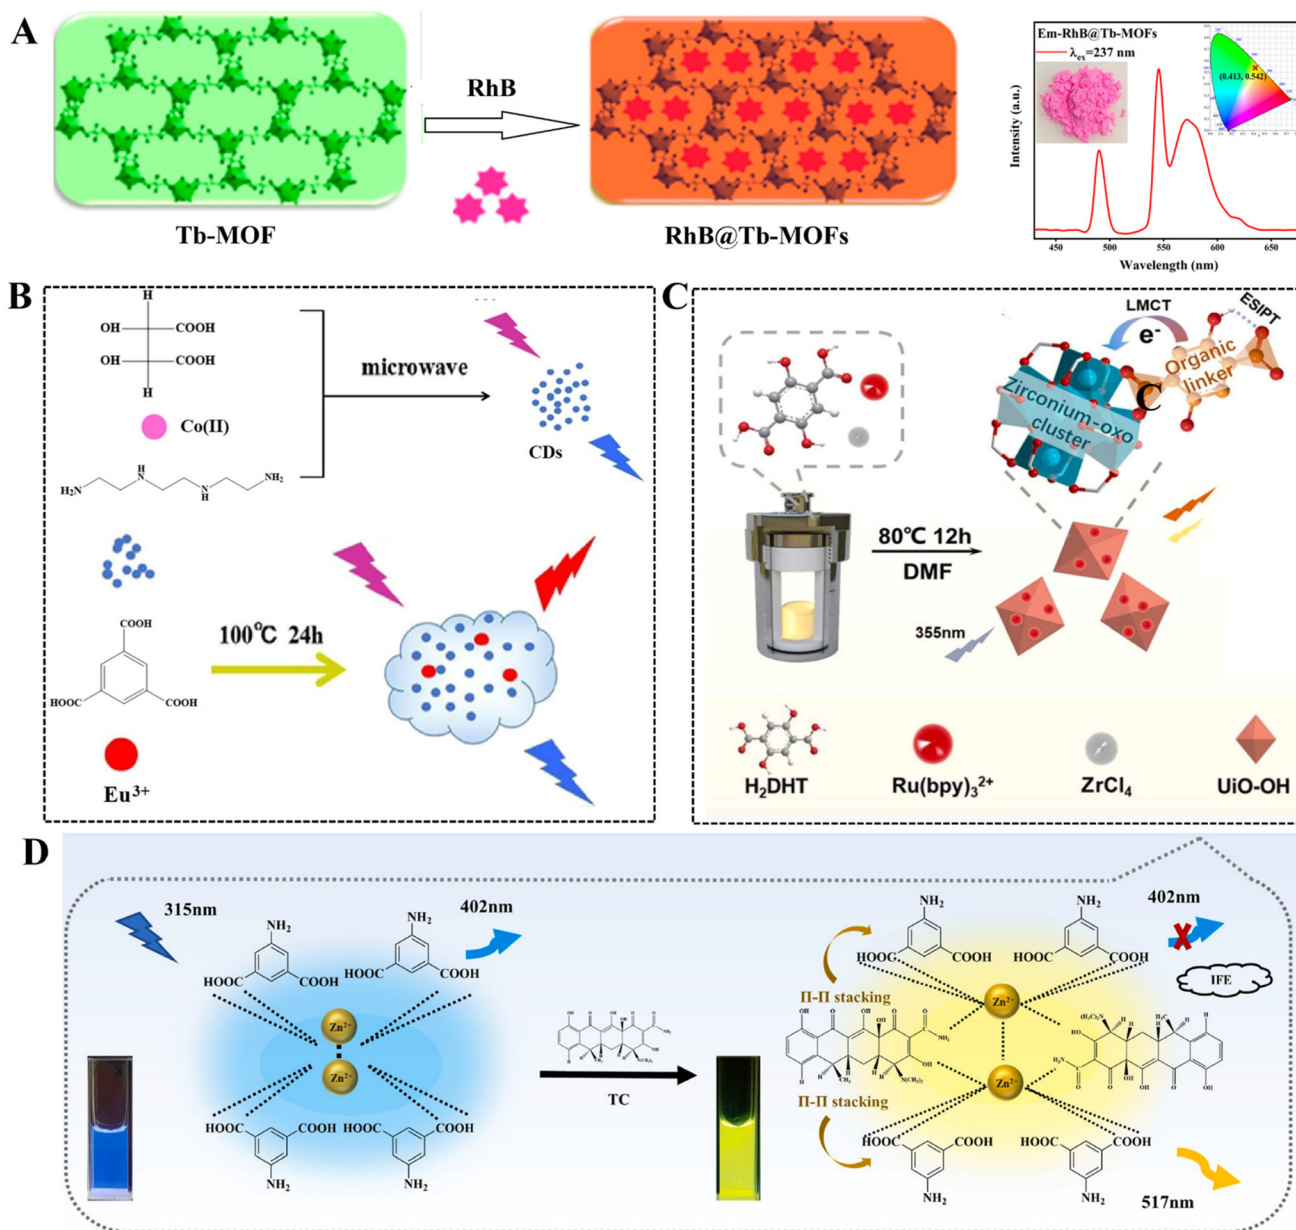 A
Tb-MOF
RhB
RhB@Tb-MOFs
Em-RhB@Tb-MOFs
λex=237 nm
(0.413, 0.542)
Intensity (a.u.)
450 500 550 600 650
Wavelength (nm)
B
H
OH COOH
OH COOH
H
Co(II)
H2N
H
N
N
H
NH2
microwave
CDs
COOH
HOOC COOH
Eu3+
100℃ 24h
C
80℃ 12h
DMF
LMCT
e-
ESIPT
Organic
linker
C
Zirconium-oxo
cluster
355nm
H2DHT
Ru(bpy)3 2+
ZrCl4
UiO-OH
D
315nm
402nm
NH2
NH2
HOOC COOH
HOOC COOH
Zn2+
Zn2+
HOOC COOH
HOOC COOH
NH2
NH2
TC
402nm
IFE
NH2
NH2
HOOC COOH
HOOC COOH
Π-Π stacking
Zn2+
Zn2+
Π-Π stacking
HOOC COOH
HOOC COOH
NH2
NH2
517nm